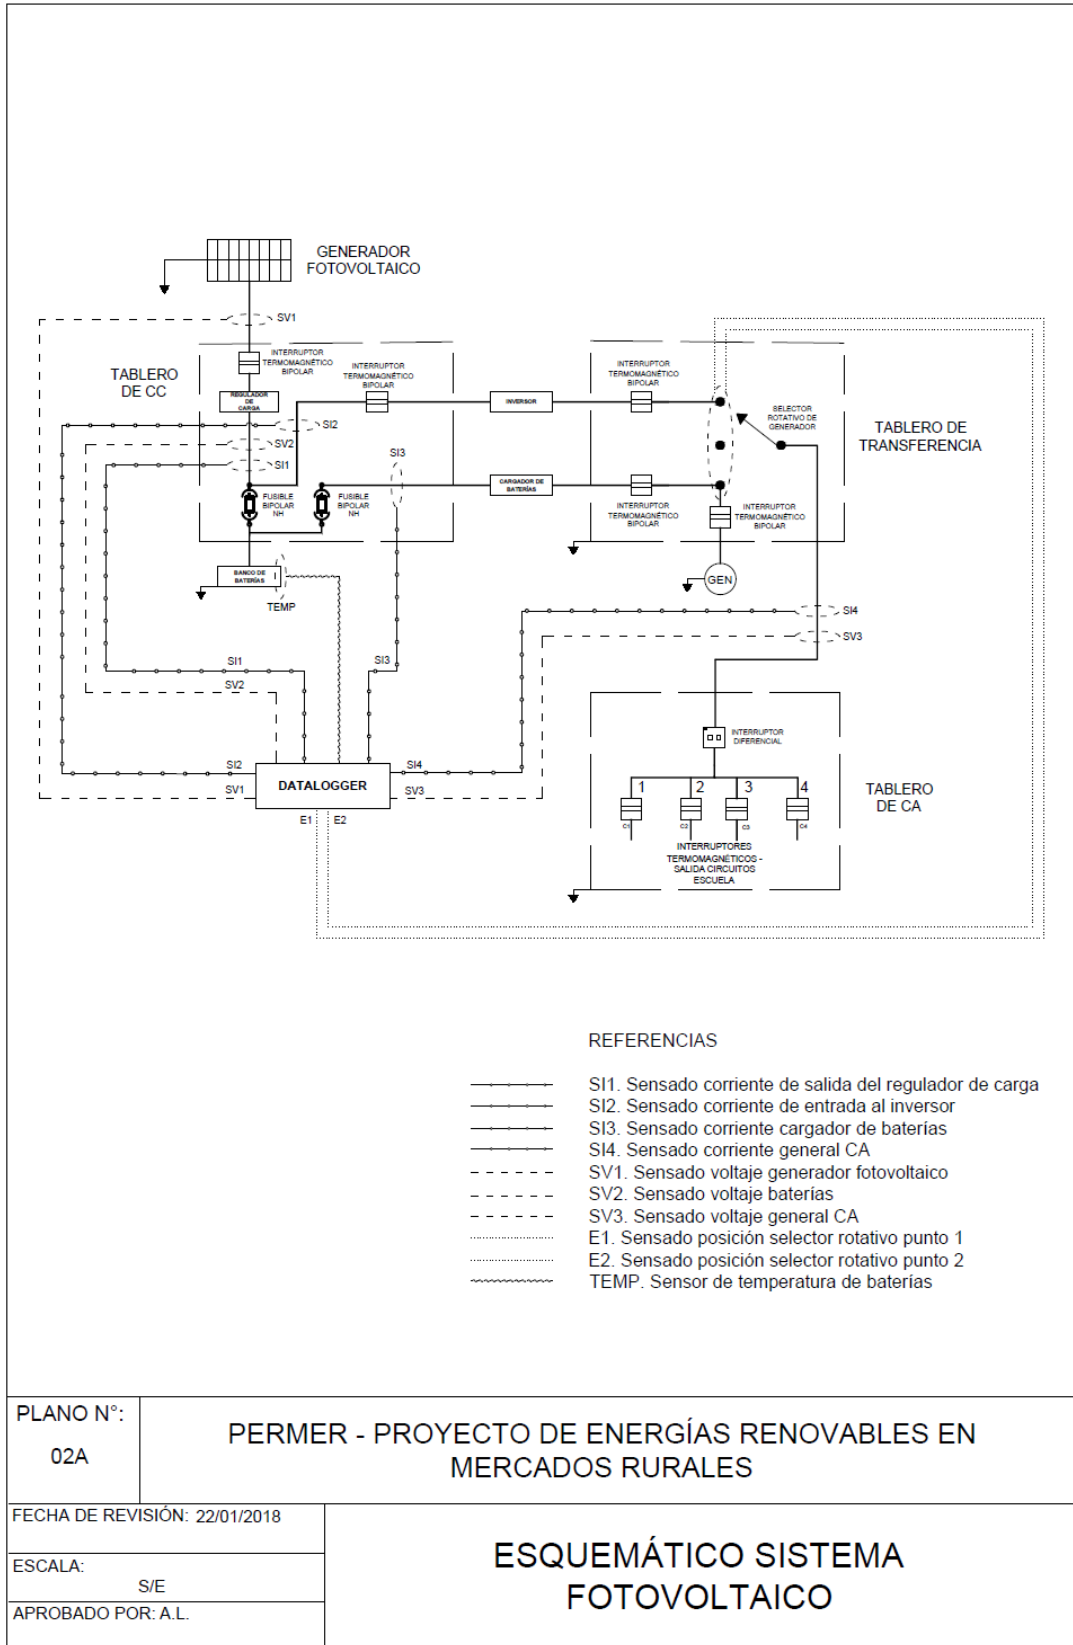 GENERADOR
FOTOVOLTAICO
SV1
INTERRUPTOR
TERMOMAGNÉTICO
BIPOLAR
TABLERO
DE CC
INTERRUPTOR
TERMOMAGNÉTICO
BIPOLAR
INTERRUPTOR
TERMOMAGNÉTICO
BIPOLAR
REGULADOR
DE
CARGA
INVERSOR
SELECTOR
ROTATIVO DE
GENERADOR
TABLERO DE
TRANSFERENCIA
SI2
SV2
SI1
SI3
CARGADOR DE
BATERÍAS
FUSIBLE
BIPOLAR
NH
FUSIBLE
BIPOLAR
NH
INTERRUPTOR
TERMOMAGNÉTICO
BIPOLAR
INTERRUPTOR
TERMOMAGNÉTICO
BIPOLAR
BANCO DE
BATERÍAS
TEMP
GEN
SI4
SV3
SI1
SI3
SV2
INTERRUPTOR
DIFERENCIAL
SI2
SV1
DATALOGGER
SI4
SV3
E1
E2
1
2
3
4
C1
C2
C3
C4
TABLERO
DE CA
INTERRUPTORES
TERMOMAGNÉTICOS -
SALIDA CIRCUITOS
ESCUELA
REFERENCIAS
SI1. Sensado corriente de salida del regulador de carga
SI2. Sensado corriente de entrada al inversor
SI3. Sensado corriente cargador de baterías
SI4. Sensado corriente general CA
SV1. Sensado voltaje generador fotovoltaico
SV2. Sensado voltaje baterías
SV3. Sensado voltaje general CA
E1. Sensado posición selector rotativo punto 1
E2. Sensado posición selector rotativo punto 2
TEMP. Sensor de temperatura de baterías
PLANO N°:
02A
PERMER - PROYECTO DE ENERGÍAS RENOVABLES EN
MERCADOS RURALES
FECHA DE REVISIÓN: 22/01/2018
ESCALA:
S/E
APROBADO POR: A.L.
ESQUEMÁTICO SISTEMA
FOTOVOLTAICO